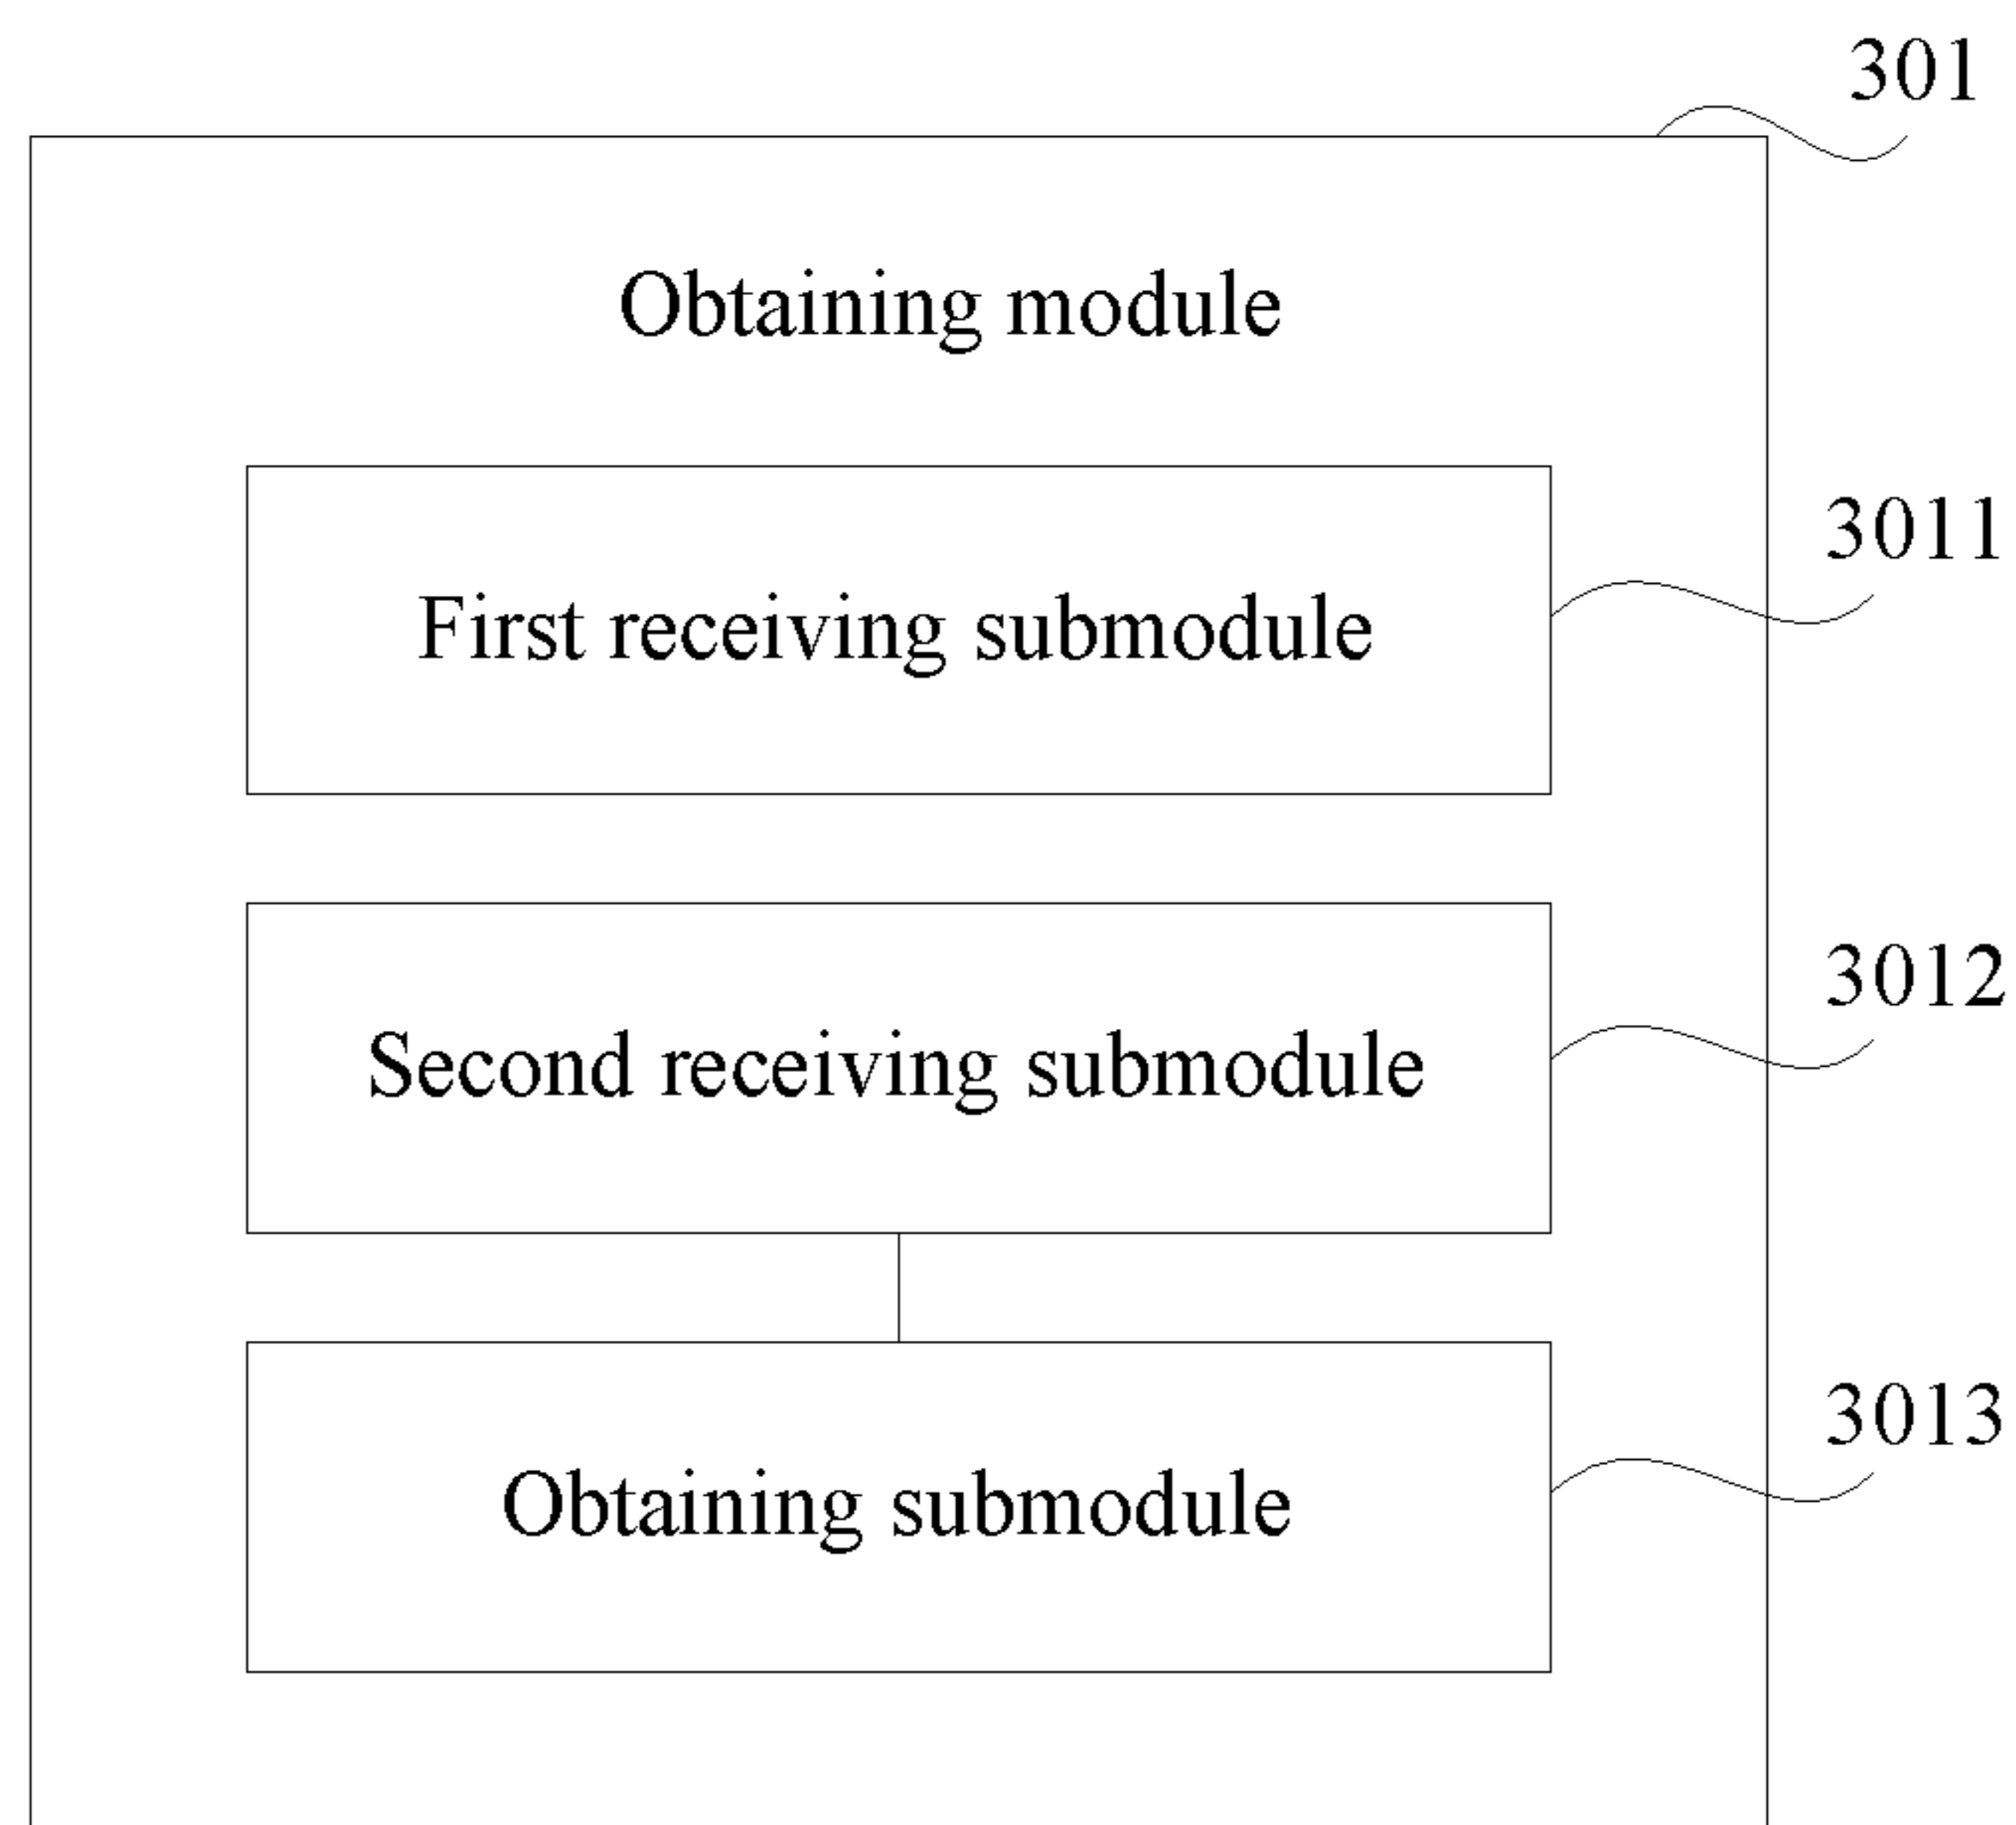 301
Obtaining module
3011
First receiving submodule
3012
Second receiving submodule
3013
Obtaining submodule